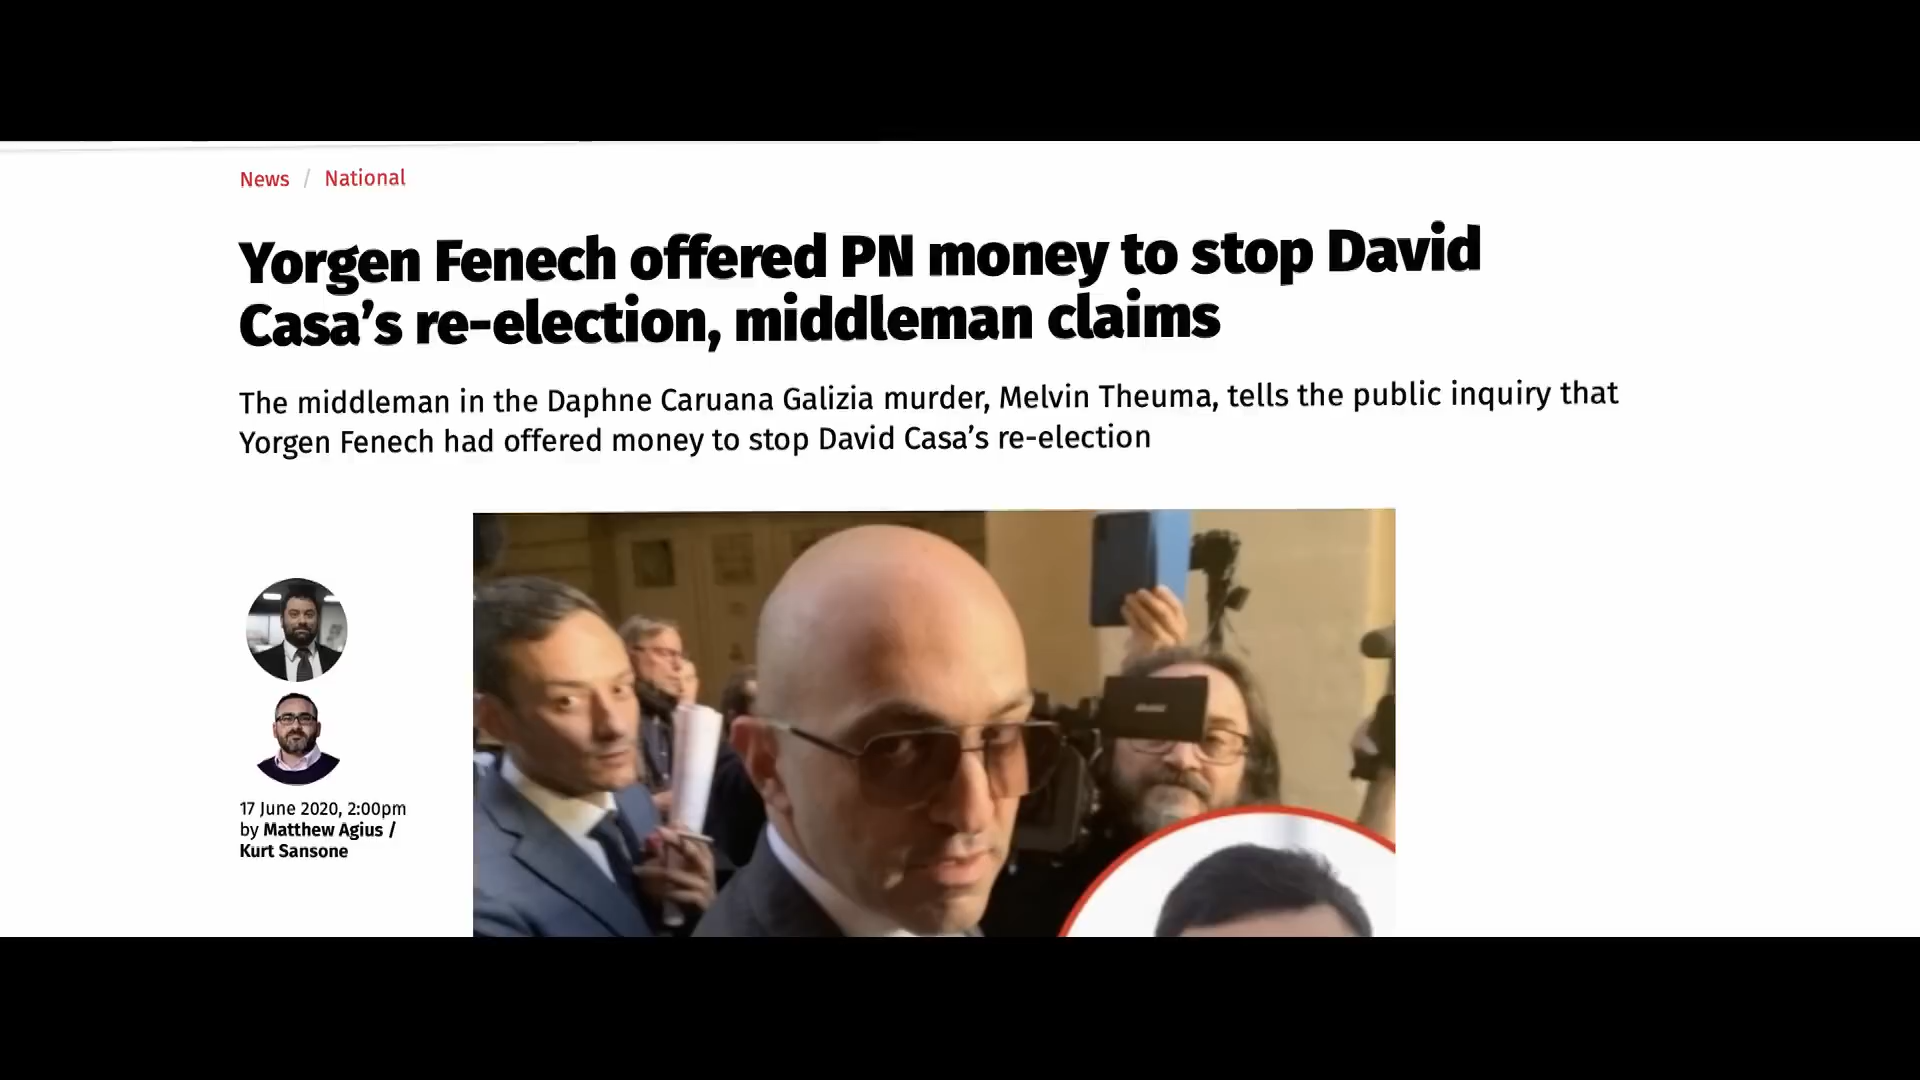 News / National
Yorgen Fenech offered PN money to stop David
Casa's re-election, middleman claims
The middleman in the Daphne Caruana Galizia murder, Melvin Theuma, tells the public inquiry that
Yorgen Fenech had offered money to stop David Casa's re-election
17 June 2020, 2:00pm
by Matthew Agius /
Kurt Sansone